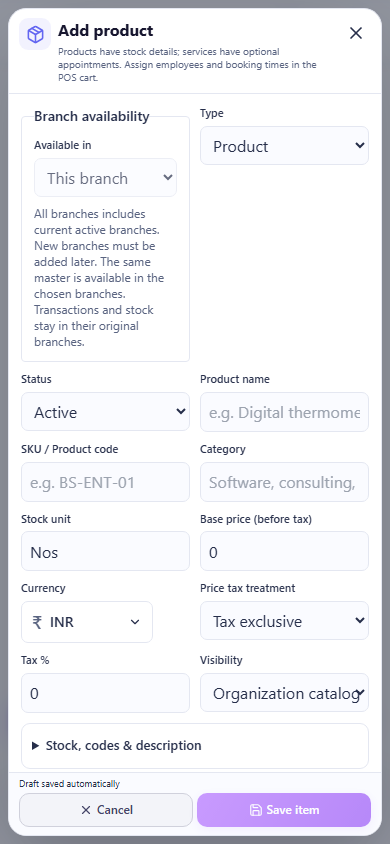 Add product
Products have stock details; services have optional
appointments. Assign employees and booking times in the
POS cart.
Branch availability
Available in
This branch
All branches includes
current active branches.
New branches must be
added later. The same
master is available in the
chosen branches.
Transactions and stock
stay in their original
branches.
Type
Product
Status
Active
Product name
e.g. Digital thermome
SKU / Product code
e.g. BS-ENT-01
Category
Software, consulting,
Stock unit
Nos
Base price (before tax)
0
Currency
₹ INR
Price tax treatment
Tax exclusive
Tax %
0
Visibility
Organization catalog
Stock, codes & description
Draft saved automatically
Cancel
Save item